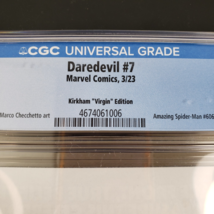 CGC UNIVERSAL GRADE
Daredevil #7
Marvel Comics, 3/23
Kirkham "Virgin" Edition
Marco Checchetto art
4674061006
Amazing Spider-Man #606